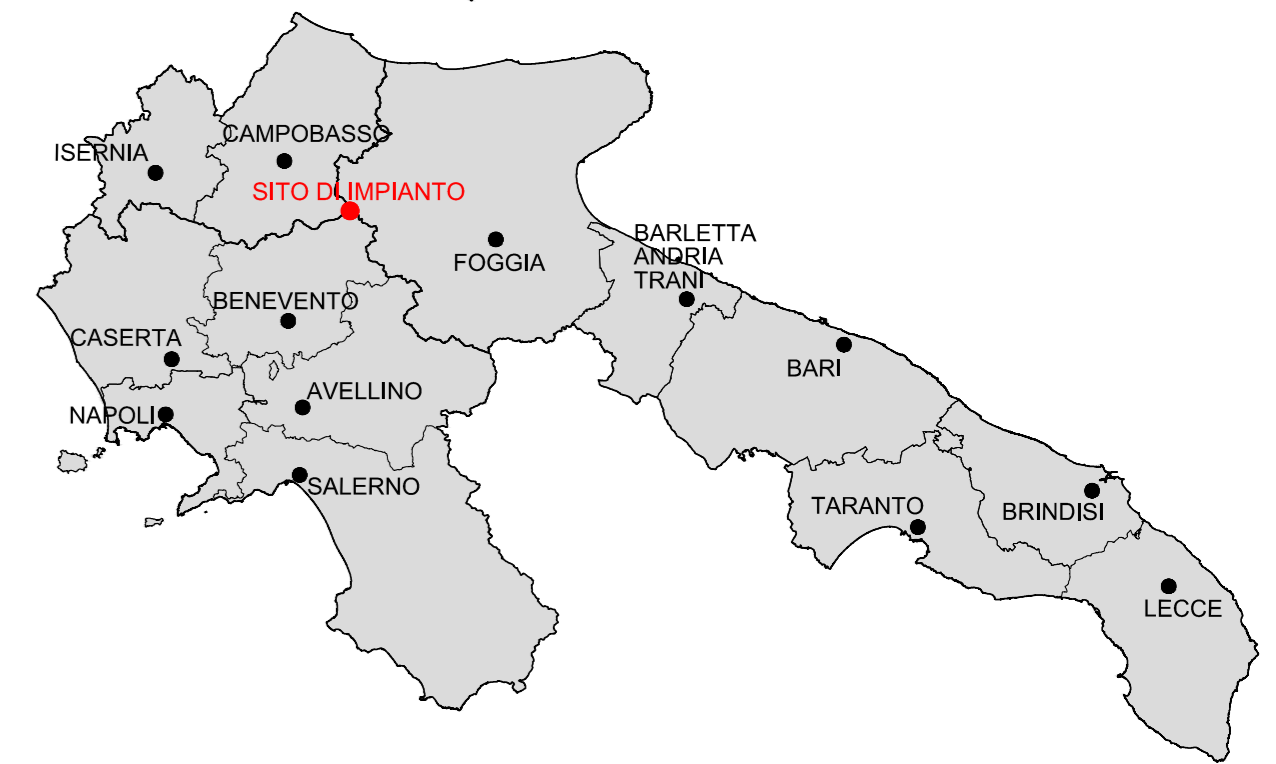 CAMPOBASSO
ISERNIA
SITO DI IMPIANTO
BARLETTA
ANDRIA
TRANI
FOGGIA
BENEVENTO
CASERTA
BARI
AVELLINO
NAPOLI
SALERNO
TARANTO
BRINDISI
LECCE